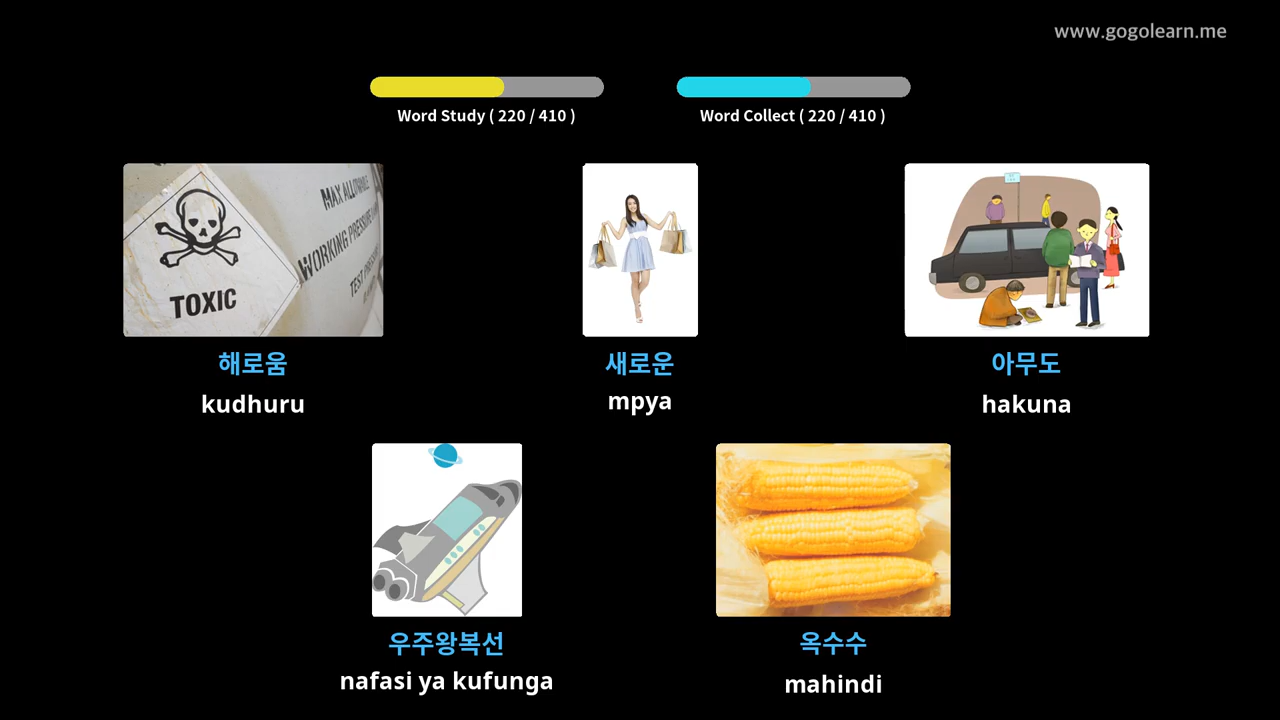 www.gogolearn.me
Word Study ( 220 / 410 )
Word Collect ( 220 / 410 )
MAX ALLOWABLE
WORKING PRESSURE
TEST
TOXIC
해로움
kudhuru
새로운
mpya
아무도
hakuna
우주왕복선
nafasi ya kufunga
옥수수
mahindi